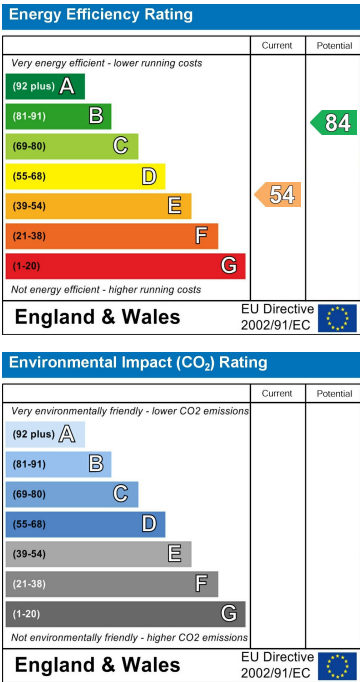 Energy Efficiency Rating
Current Potential
Very energy efficient - lower running costs
(92 plus) A
(81-91) B
84
(69-80) C
(55-68) D
(39-54) E
54
(21-38) F
(1-20) G
Not energy efficient - higher running costs
England & Wales
EU Directive
2002/91/EC
Environmental Impact (CO₂) Rating
Current Potential
Very environmentally friendly - lower CO2 emissions
(92 plus) A
(81-91) B
(69-80) C
(55-68) D
(39-54) E
(21-38) F
(1-20) G
Not environmentally friendly - higher CO2 emissions
England & Wales
EU Directive
2002/91/EC